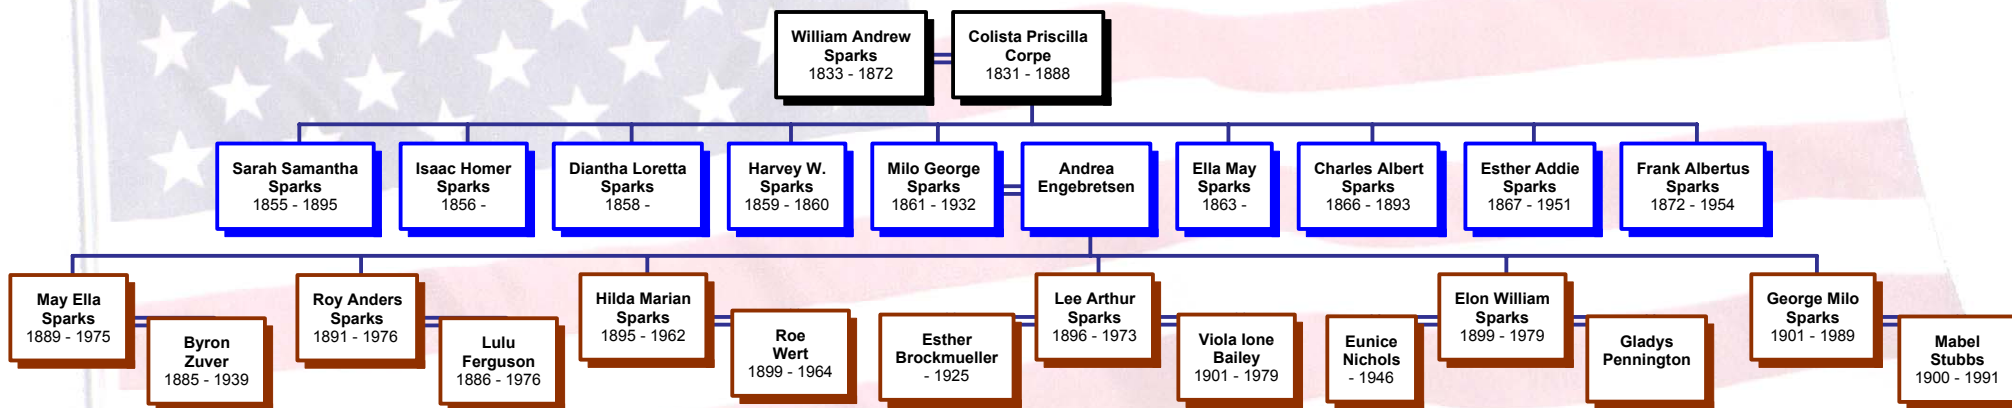 William Andrew
Sparks
1833 - 1872
Colista Priscilla
Corpe
1831 - 1888
Sarah Samantha
Sparks
1855 - 1895
Isaac Homer
Sparks
1856 -
Diantha Loretta
Sparks
1858 -
Harvey W.
Sparks
1859 - 1860
Milo George
Sparks
1861 - 1932
Andrea
Engebretsen
Ella May
Sparks
1863 -
Charles Albert
Sparks
1866 - 1893
Esther Addie
Sparks
1867 - 1951
Frank Albertus
Sparks
1872 - 1954
May Ella
Sparks
1889 - 1975
Byron
Zuver
1885 - 1939
Roy Anders
Sparks
1891 - 1976
Lulu
Ferguson
1886 - 1976
Hilda Marian
Sparks
1895 - 1962
Roe
Wert
1899 - 1964
Esther
Brockmueller
- 1925
Lee Arthur
Sparks
1896 - 1973
Viola Ione
Bailey
1901 - 1979
Eunice
Nichols
- 1946
Elon William
Sparks
1899 - 1979
Gladys
Pennington
George Milo
Sparks
1901 - 1989
Mabel
Stubbs
1900 - 1991